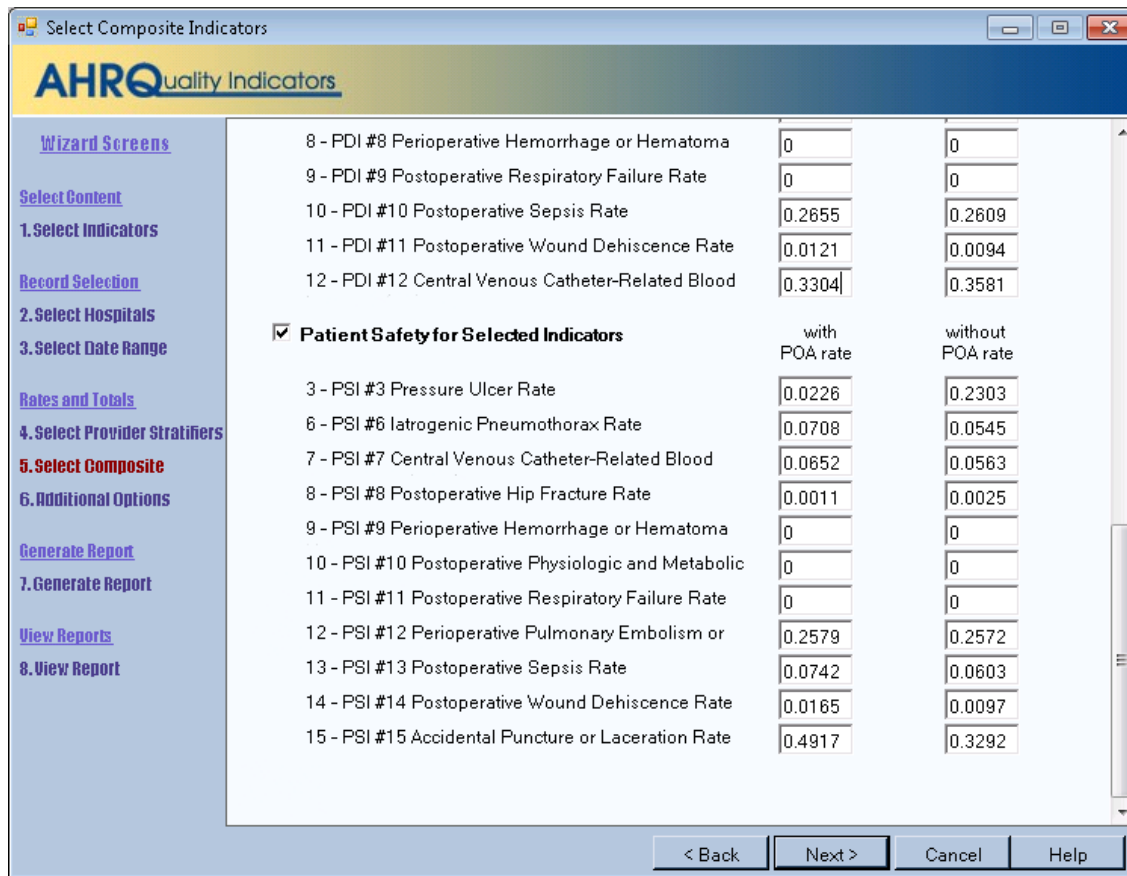 Select Composite Indicators
AHRQuality Indicators
Wizard Screens
Select Content
1.Select Indicators
Record Selection
2.Select Hospitals
3.Select Date Range
Rates and Totals
4.Select Provider Stratifiers
5.Select Composite
6.Additional Options
Generate Report
7.Generate Report
View Reports
8.View Report
8 - PDI #8 Perioperative Hemorrhage or Hematoma 0 0
9 - PDI #9 Postoperative Respiratory Failure Rate 0 0
10 - PDI #10 Postoperative Sepsis Rate 0.2655 0.2609
11 - PDI #11 Postoperative Wound Dehiscence Rate 0.0121 0.0094
12 - PDI #12 Central Venous Catheter-Related Blood 0.3304 0.3581
Patient Safety for Selected Indicators with POA rate without POA rate
3 - PSI #3 Pressure Ulcer Rate 0.0226 0.2303
6 - PSI #6 Iatrogenic Pneumothorax Rate 0.0708 0.0545
7 - PSI #7 Central Venous Catheter-Related Blood 0.0652 0.0563
8 - PSI #8 Postoperative Hip Fracture Rate 0.0011 0.0025
9 - PSI #9 Perioperative Hemorrhage or Hematoma 0 0
10 - PSI #10 Postoperative Physiologic and Metabolic 0 0
11 - PSI #11 Postoperative Respiratory Failure Rate 0 0
12 - PSI #12 Perioperative Pulmonary Embolism or 0.2579 0.2572
13 - PSI #13 Postoperative Sepsis Rate 0.0742 0.0603
14 - PSI #14 Postoperative Wound Dehiscence Rate 0.0165 0.0097
15 - PSI #15 Accidental Puncture or Laceration Rate 0.4917 0.3292
< Back Next > Cancel Help